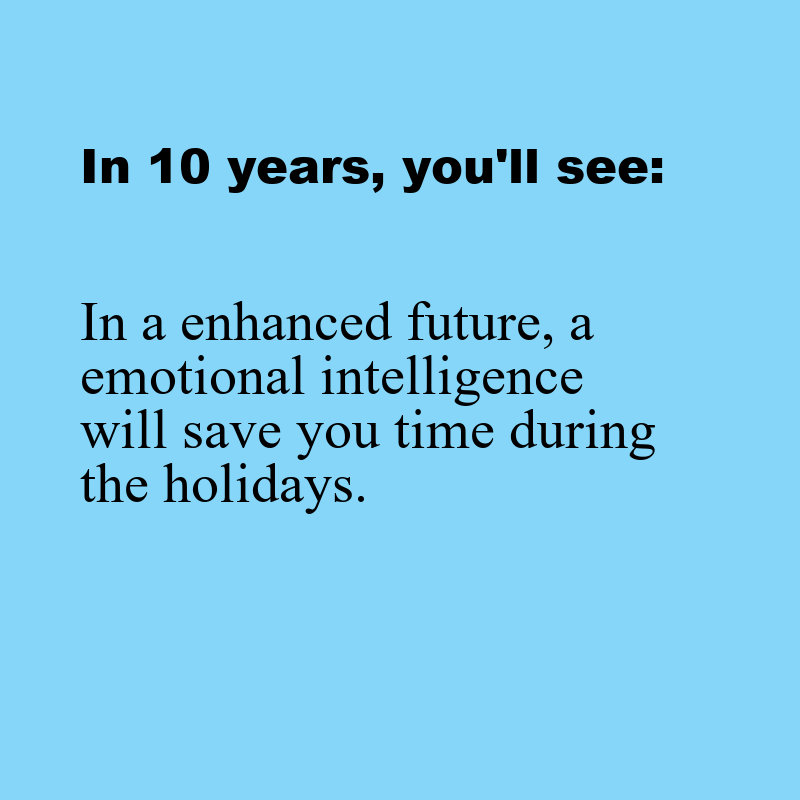 In 10 years, you'll see:
In a enhanced future, a
emotional intelligence
will save you time during
the holidays.